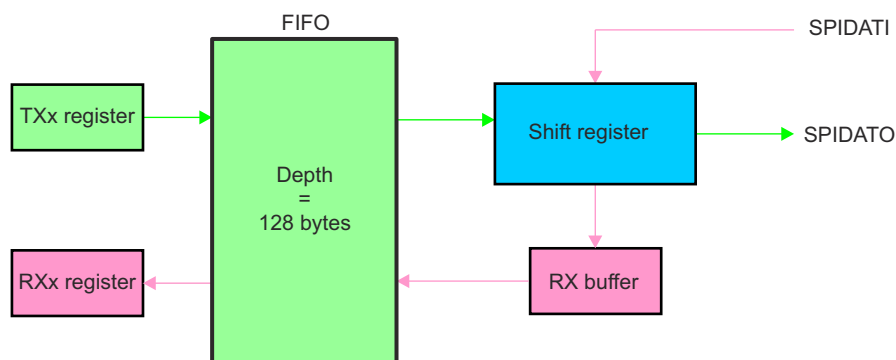 FIFO
SPIDATI
TXx register
Shift register
SPIDATO
Depth
=
128 bytes
RXx register
RX buffer